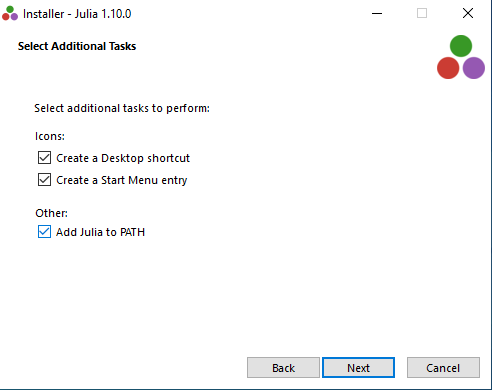 Installer - Julia 1.10.0
Select Additional Tasks
Select additional tasks to perform:
Icons:
Create a Desktop shortcut
Create a Start Menu entry
Other:
Add Julia to PATH
Back Next Cancel